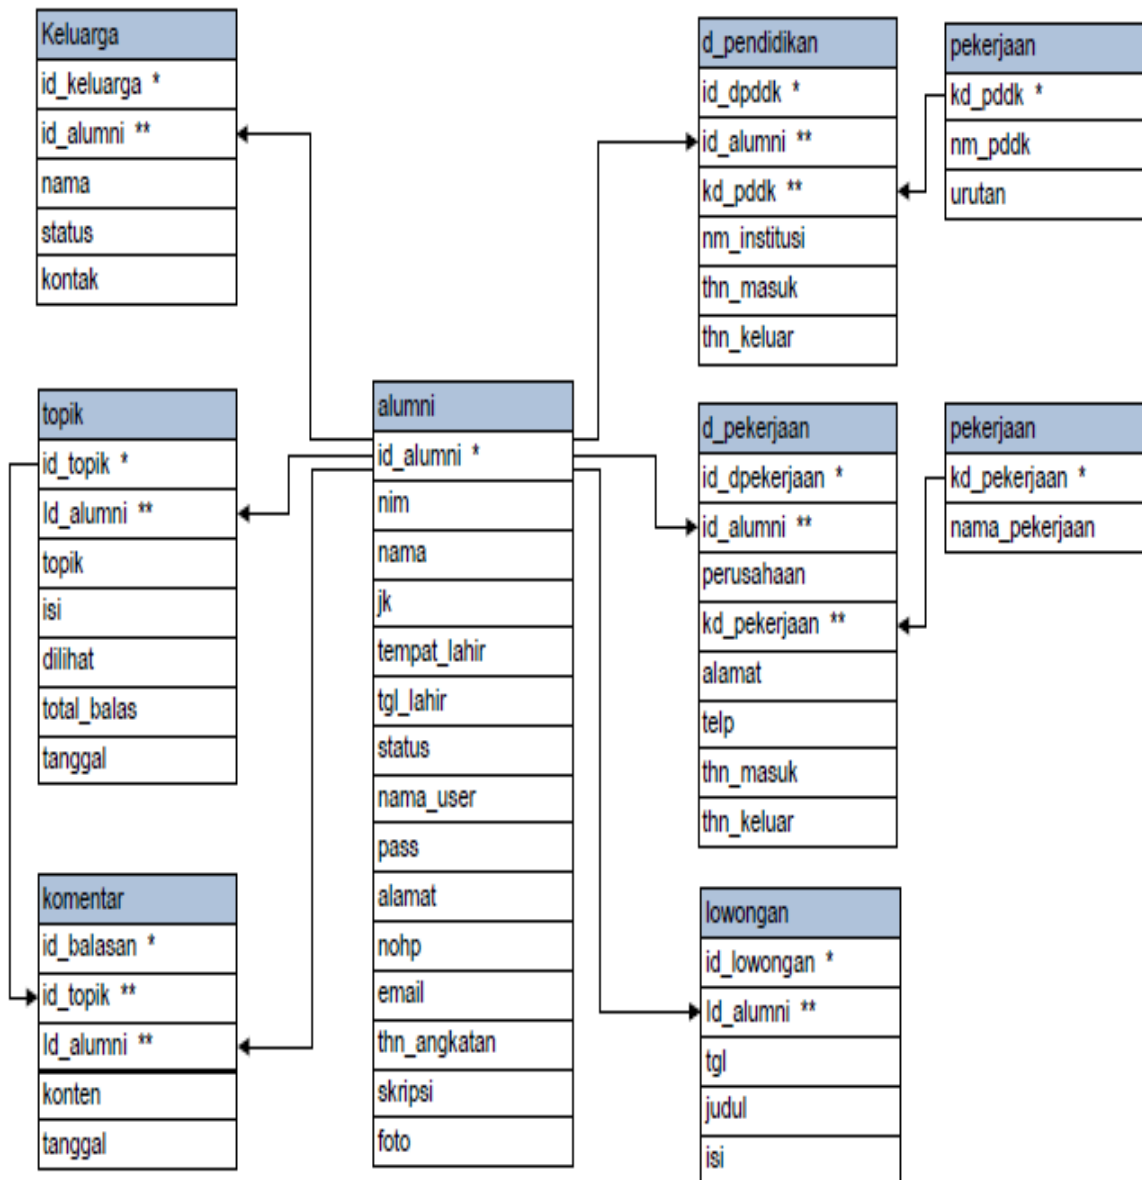 Keluarga
id_keluarga *
id_alumni **
nama
status
kontak
topik
id_topik *
Id_alumni **
topik
isi
dilihat
total_balas
tanggal
komentar
id_balasan *
id_topik **
Id_alumni **
konten
tanggal
alumni
id_alumni *
nim
nama
jk
tempat_lahir
tgl_lahir
status
nama_user
pass
alamat
nohp
email
thn_angkatan
skripsi
foto
d_pendidikan
id_dpddk *
id_alumni **
kd_pddk **
nm_institusi
thn_masuk
thn_keluar
pekerjaan
kd_pddk *
nm_pddk
urutan
d_pekerjaan
id_dpekerjaan *
id_alumni **
perusahaan
kd_pekerjaan **
alamat
telp
thn_masuk
thn_keluar
pekerjaan
kd_pekerjaan *
nama_pekerjaan
lowongan
id_lowongan *
Id_alumni **
tgl
judul
isi